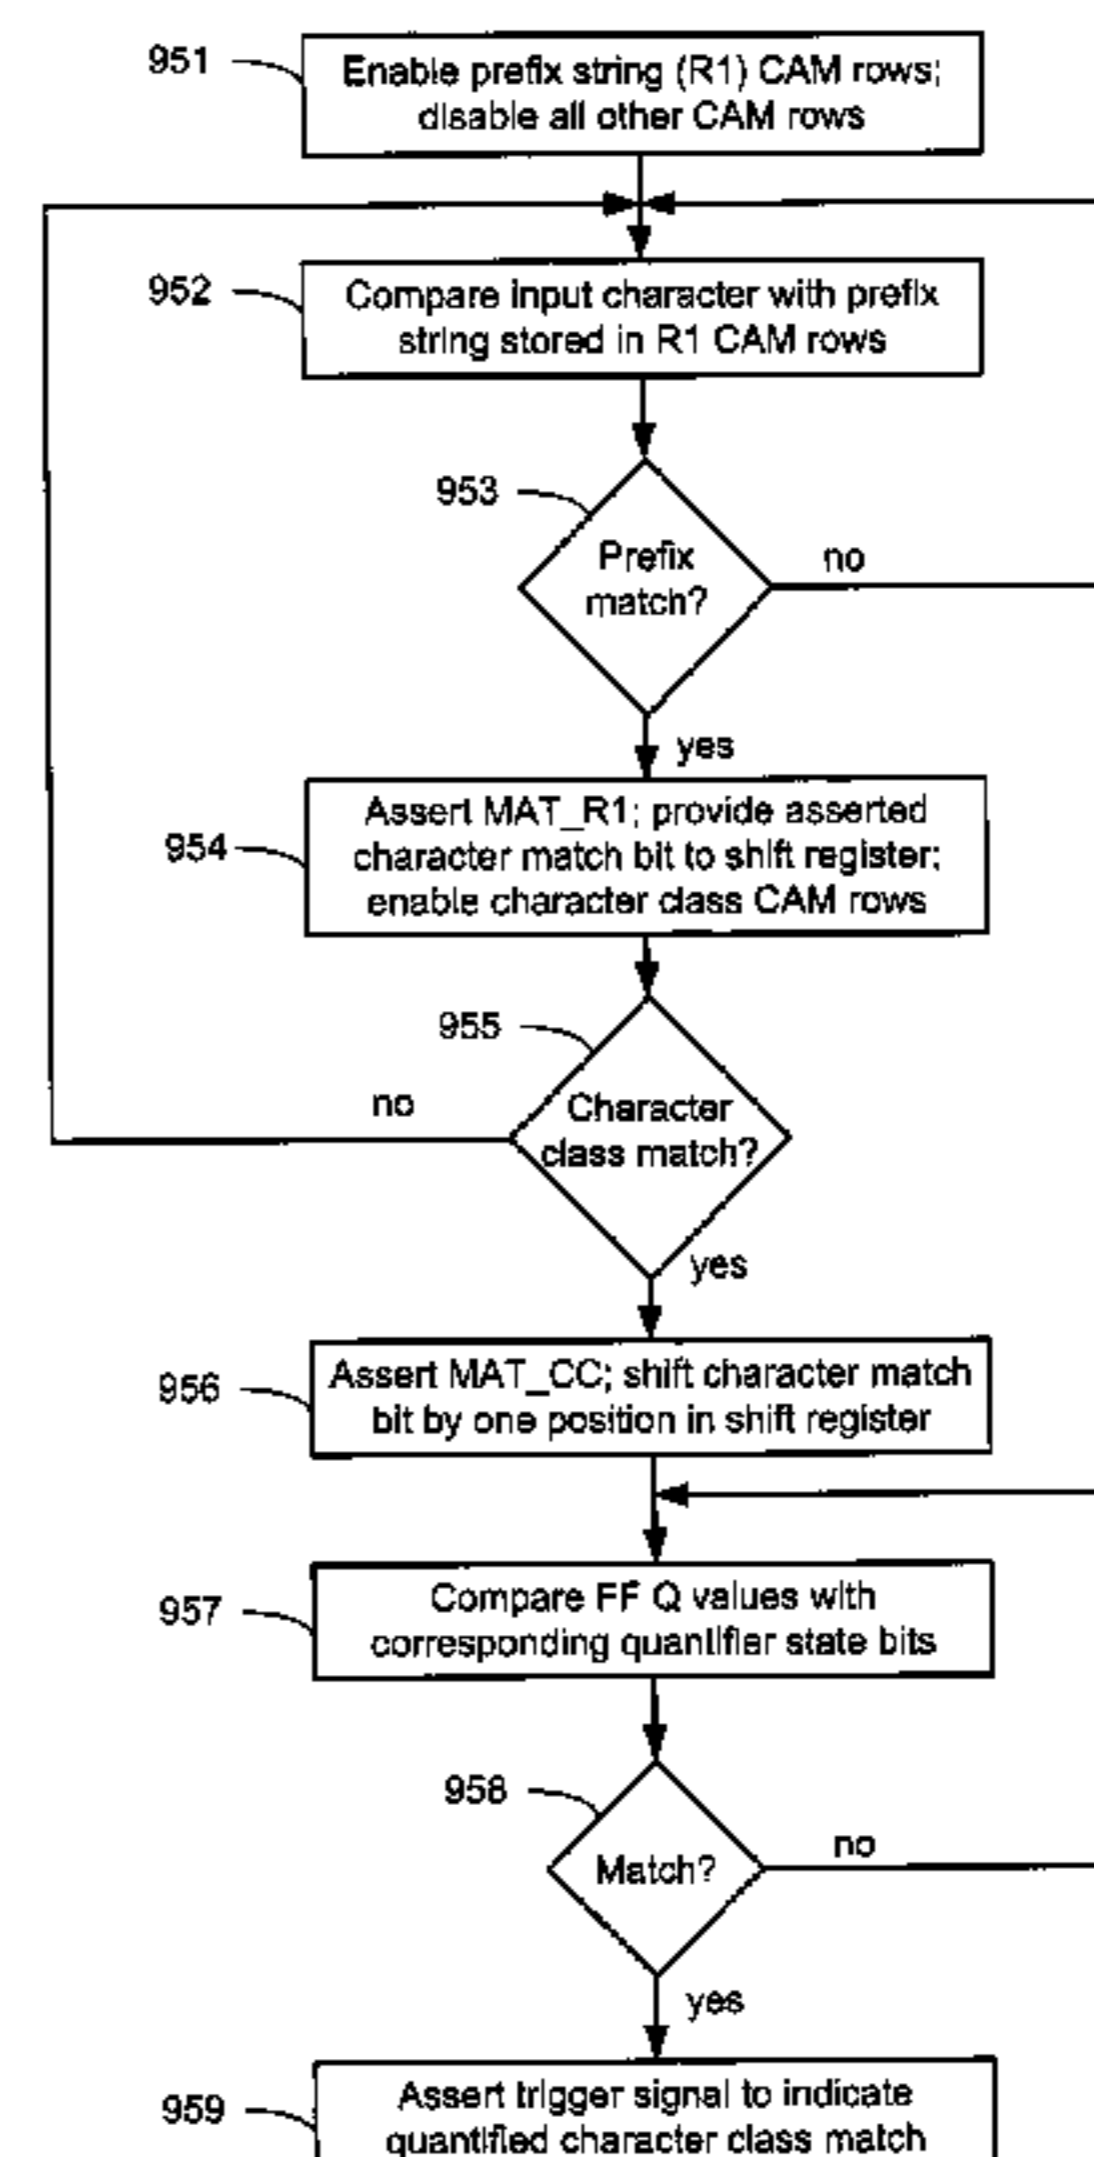 951
Enable prefix string (R1) CAM rows;
disable all other CAM rows
952
Compare input character with prefix
string stored in R1 CAM rows
953
Prefix
match?
no
yes
954
Assert MAT_R1; provide asserted
character match bit to shift register;
enable character class CAM rows
955
no
Character
class match?
yes
956
Assert MAT_CC; shift character match
bit by one position in shift register
957
Compare FF Q values with
corresponding quantifier state bits
958
no
Match?
yes
959
Assert trigger signal to indicate
quantified character class match